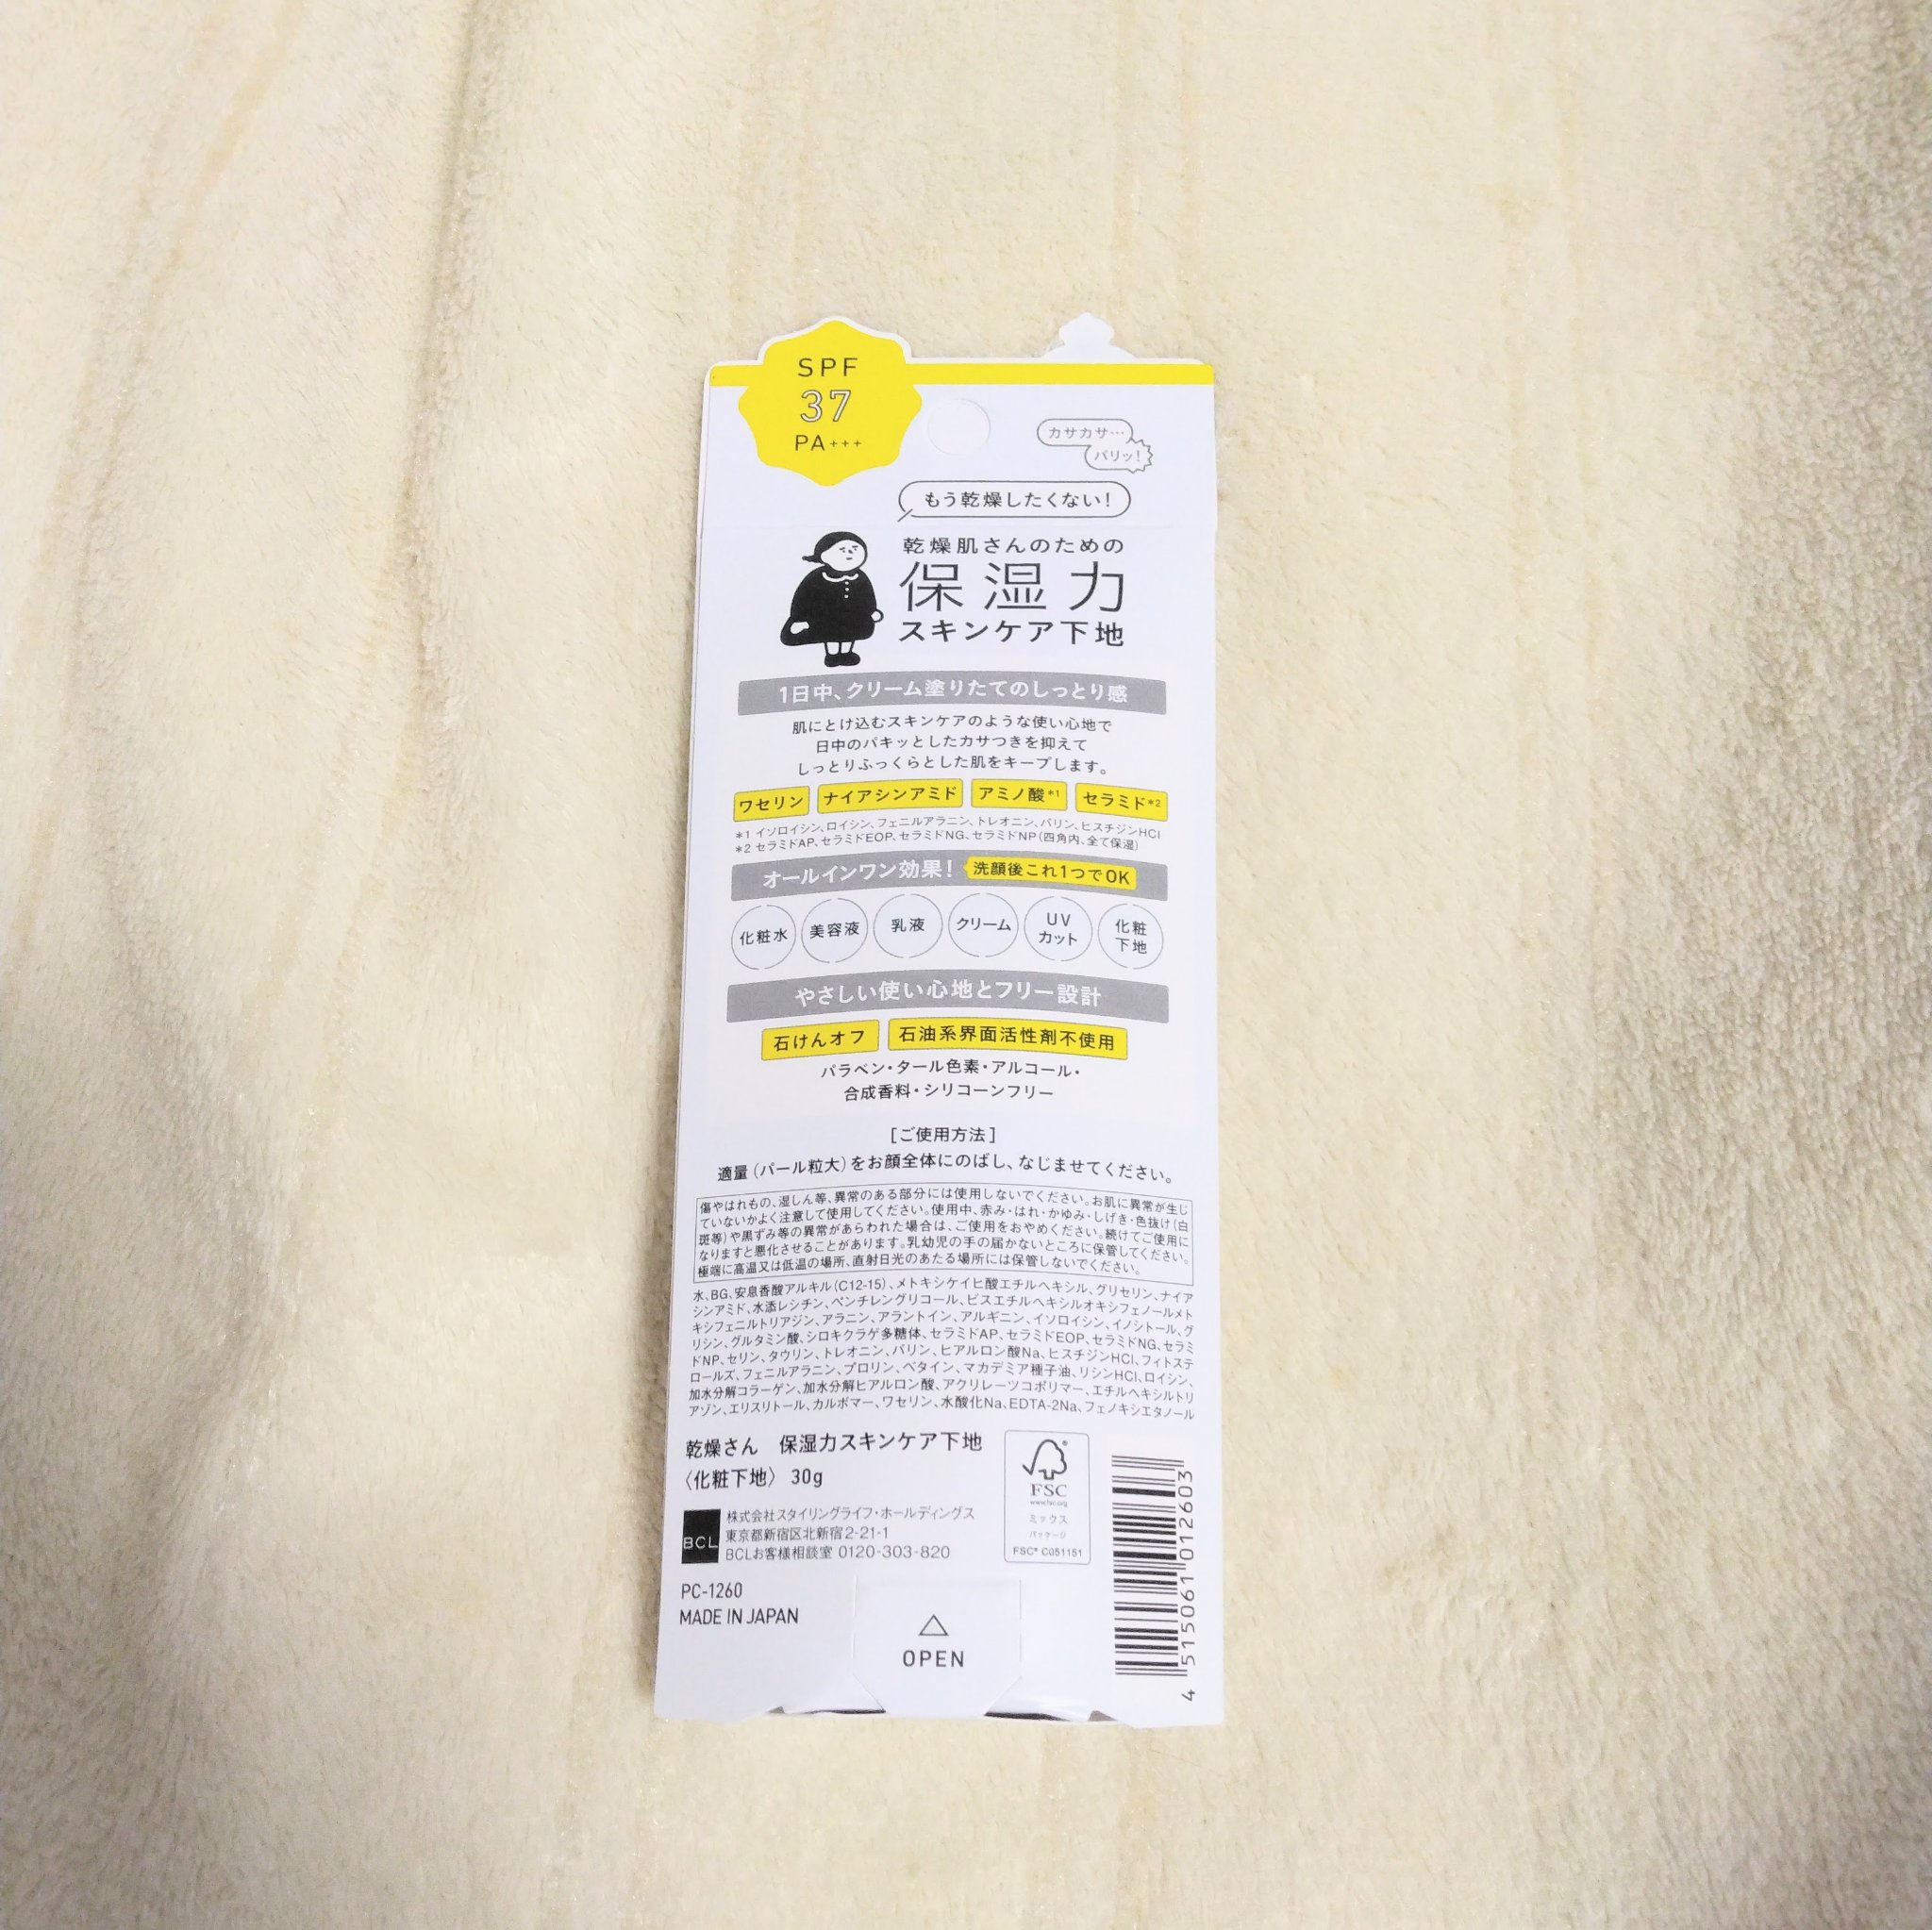 SPF
37
PA+++
カサカサ…
パリッ!
もう乾燥したくない!
乾燥肌さんのための
保湿力
スキンケア下地
1日中、クリーム塗りたてのしっとり感
肌にとけ込むスキンケアのような使い心地で
日中のパキッとしたカサつきを抑えて
しっとりふっくらとした肌をキープします。
ワセリン ナイアシンアミド アミノ酸*1 セラミド*2
*1 イソロイシン、ロイシン、フェニルアラニン、トレオニン、バリン、ヒスチジンHCl
*2 セラミドAP、セラミドEOP、セラミドNG、セラミドNP(四角内、全て保湿)
オールインワン効果! 洗顔後これ1つでOK
化粧水 美容液 乳液 クリーム UVカット 化粧下地
やさしい使い心地とフリー設計
石けんオフ 石油系界面活性剤不使用
パラベン・タール色素・アルコール・
合成香料・シリコーンフリー
[ご使用方法]
適量(パール粒大)をお顔全体にのばし、なじませてください。
傷やはれもの、湿しん等、異常のある部分には使用しないでください。お肌に異常が生じ
ていないかよく注意して使用してください。使用中、赤み・はれ・かゆみ・しげき・色抜け(白
斑等)や黒ずみ等の異常があらわれた場合は、ご使用をおやめください。続けてご使用に
なりますと悪化させることがあります。乳幼児の手の届かないところに保管してください。
極端に高温又は低温の場所、直射日光のあたる場所には保管しないでください。
水、BG、安息香酸アルキル(C12-15)、メトキシケイヒ酸エチルヘキシル、グリセリン、ナイア
シンアミド、水添レシチン、ペンチレングリコール、ビスエチルヘキシルオキシフェノールメト
キシフェニルトリアジン、アラニン、アラントイン、アルギニン、イソロイシン、イノシトール、グ
リシン、グルタミン酸、シロキクラゲ多糖体、セラミドAP、セラミドEOP、セラミドNG、セラミ
ドNP、セリン、タウリン、トレオニン、バリン、ヒアルロン酸Na、ヒスチジンHCl、フィトステ
ロールズ、フェニルアラニン、プロリン、ベタイン、マカデミア種子油、リシンHCl、ロイシン、
加水分解コラーゲン、加水分解ヒアルロン酸、アクリレーツコポリマー、エチルヘキシルトリ
アゾン、エリスリトール、カルボマー、ワセリン、水酸化Na、EDTA-2Na、フェノキシエタノール
乾燥さん 保湿力スキンケア下地
〈化粧下地〉 30g
BCL
株式会社スタイリングライフ・ホールディングス
東京都新宿区北新宿2-21-1
BCLお客様相談室 0120-303-820
PC-1260
MADE IN JAPAN
FSC
www.fsc.org
ミックス
パッケージ
FSC® C051151
OPEN
4 515061 012603